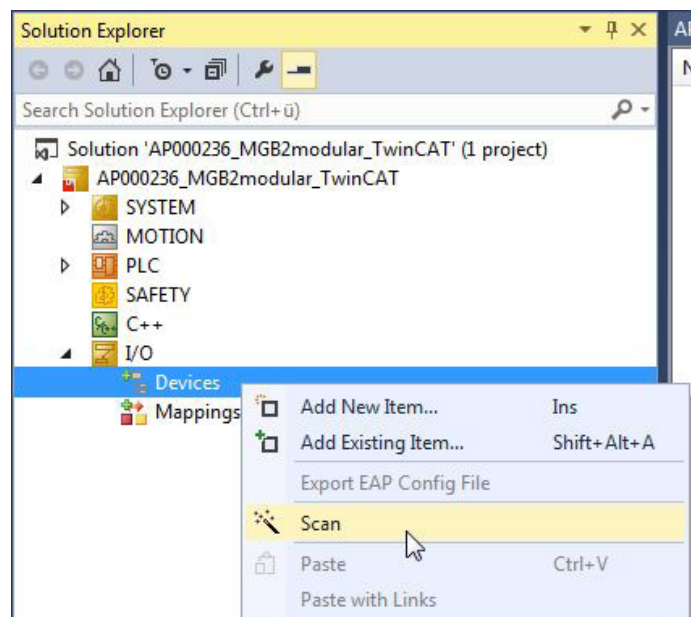 Solution Explorer
Search Solution Explorer (Ctrl+ü)
Solution 'AP000236_MGB2modular_TwinCAT' (1 project)
AP000236_MGB2modular_TwinCAT
SYSTEM
MOTION
PLC
SAFETY
C++
I/O
Devices
Mappings
Add New Item... Ins
Add Existing Item... Shift+Alt+A
Export EAP Config File
Scan
Paste Ctrl+V
Paste with Links